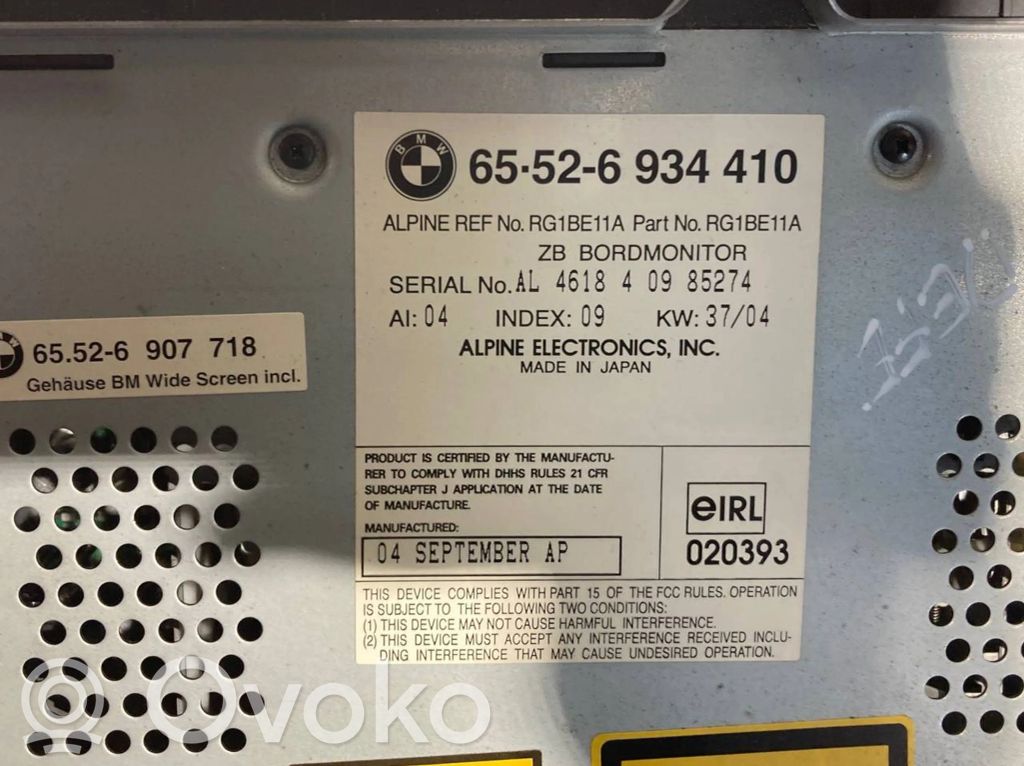 BMW 65·52-6 934 410
ALPINE REF No. RG1BE11A Part No. RG1BE11A
ZB BORDMONITOR
SERIAL No. AL 4618 4 09 85274
AI: 04 INDEX: 09 KW: 37/04
ALPINE ELECTRONICS, INC.
MADE IN JAPAN
65.52-6 907 718
Gehäuse BM Wide Screen incl.
PRODUCT IS CERTIFIED BY THE MANUFACTU-
RER TO COMPLY WITH DHHS RULES 21 CFR
SUBCHAPTER J APPLICATION AT THE DATE
OF MANUFACTURE.
MANUFACTURED:
04 SEPTEMBER AP
eIRL
020393
THIS DEVICE COMPLIES WITH PART 15 OF THE FCC RULES. OPERATION
IS SUBJECT TO THE FOLLOWING TWO CONDITIONS:
(1) THIS DEVICE MAY NOT CAUSE HARMFUL INTERFERENCE.
(2) THIS DEVICE MUST ACCEPT ANY INTERFERENCE RECEIVED INCLU-
DING INTERFERENCE THAT MAY CAUSE UNDESIRED OPERATION.
Ovoko